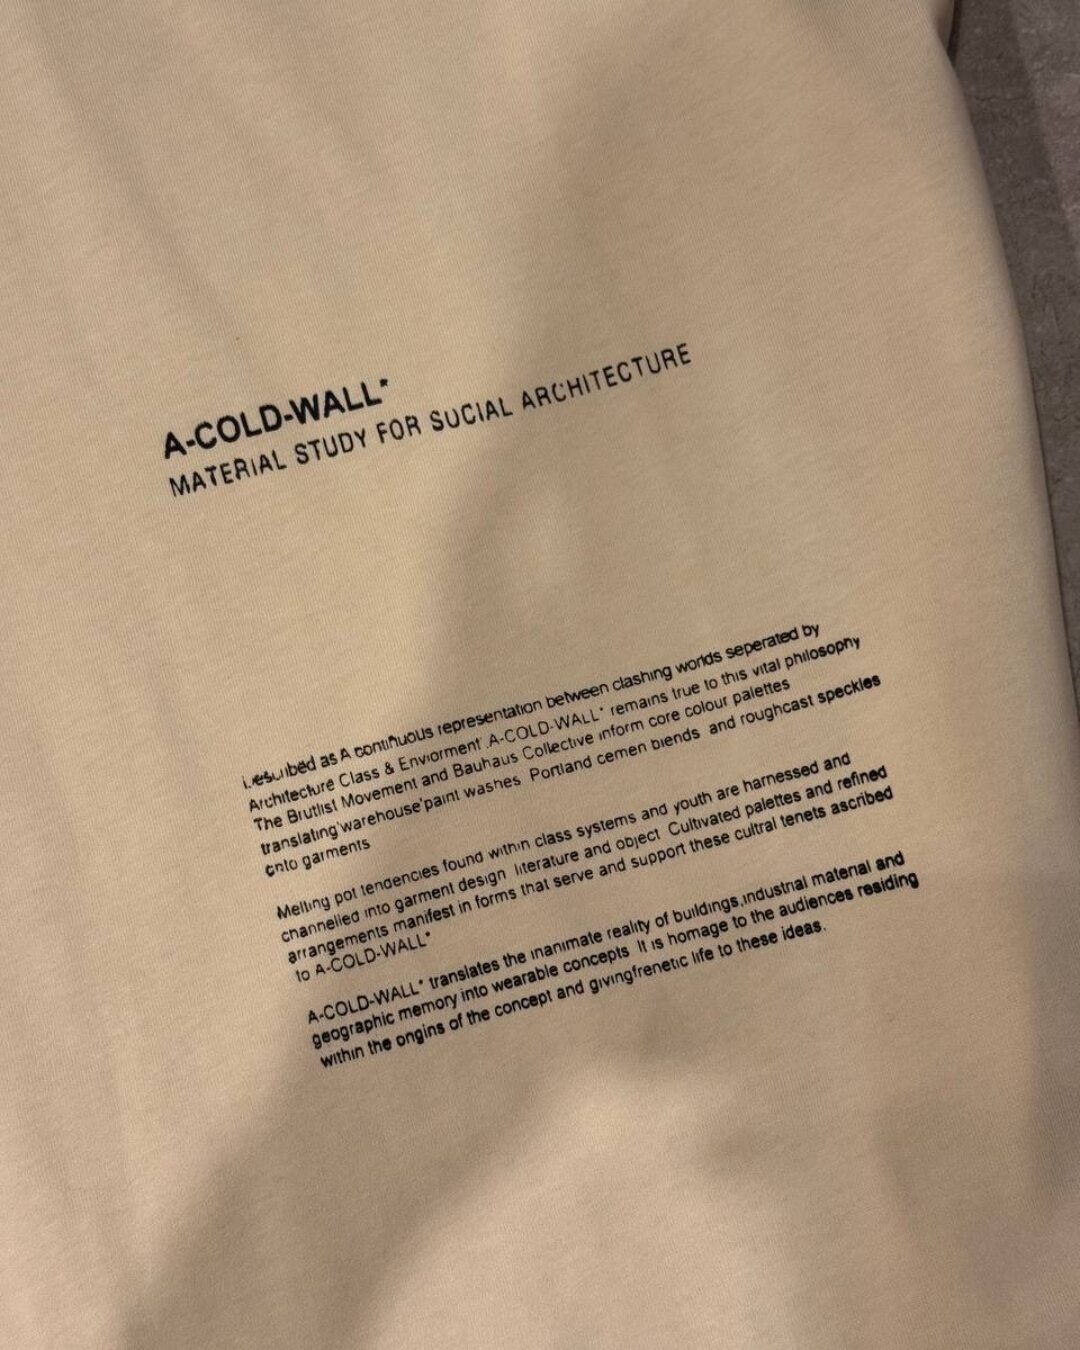 A-COLD-WALL*
MATERIAL STUDY FOR SOCIAL ARCHITECTURE
Described as A continuous representation between clashing worlds seperated by
Architecture Class & Enviorment' A-COLD-WALL* remains true to this vital philosophy
The Brutlist Movement and Bauhaus Collective inform core colour palettes
translating'warehouse'paint washes Portland cemen blends and roughcast speckles
onto garments
Melting pot tendencies found within class systems and youth are harnessed and
channelled into garment design literature and object Cultivated palettes and refined
arrangements manifest in forms that serve and support these cultral tenets ascribed
to A-COLD-WALL*
A-COLD-WALL* translates the inanimate reality of buildings,industrial material and
geographic memory into wearable concepts It is homage to the audiences residing
within the origins of the concept and givingfrenetic life to these ideas.